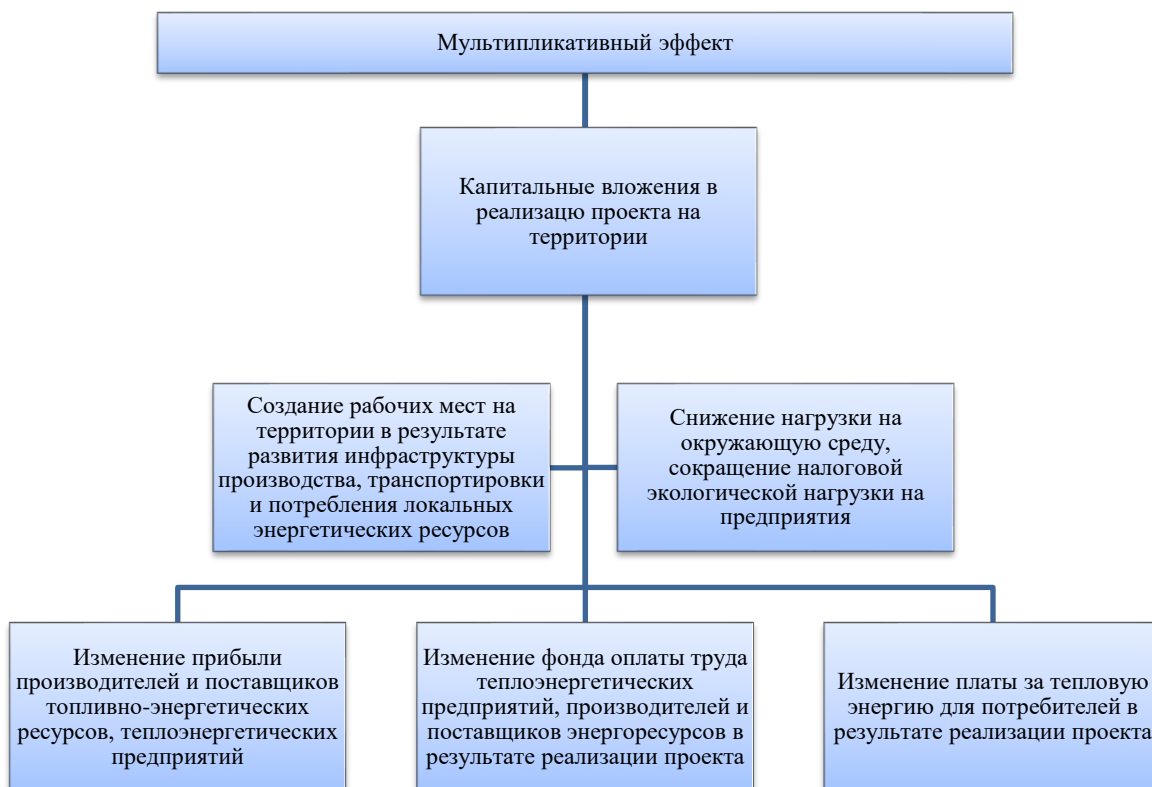 Мультипликативный эффект
Капитальные вложения в
реализацю проекта на
территории
Создание рабочих мест на
территории в результате
развития инфраструктуры
производства, транспортировки
и потребления локальных
энергетических ресурсов
Снижение нагрузки на
окружающую среду,
сокращение налоговой
экологической нагрузки на
предприятия
Изменение прибыли
производителей и поставщиков
топливно-энергетических
ресурсов, теплоэнергетических
предприятий
Изменение фонда оплаты труда
теплоэнергетических
предприятий, производителей и
поставщиков энергоресурсов в
результате реализации проекта
Изменение платы за тепловую
энергию для потребителей в
результате реализации проекта